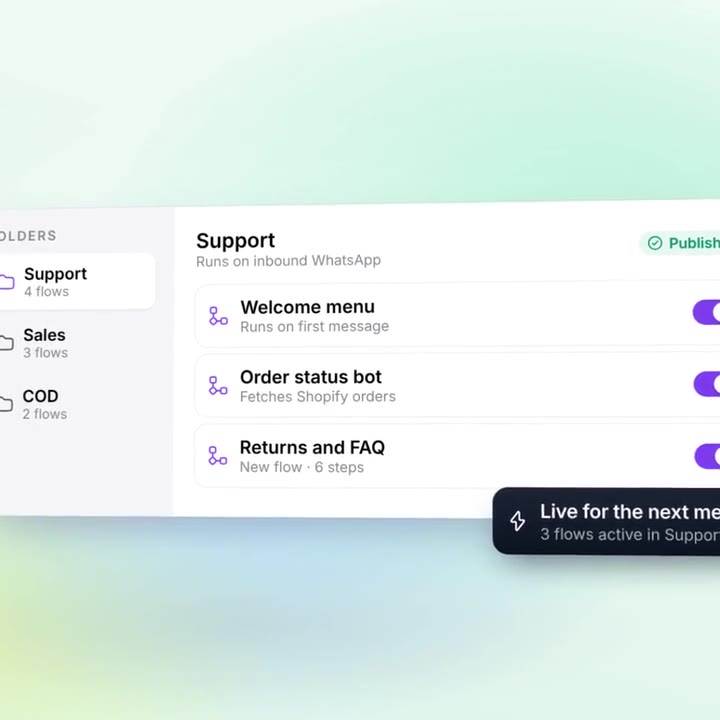 OLDERS
Support
4 flows
Sales
3 flows
COD
2 flows
Support
Runs on inbound WhatsApp
Publish
Welcome menu
Runs on first message
Order status bot
Fetches Shopify orders
Returns and FAQ
New flow · 6 steps
Live for the next me
3 flows active in Suppor